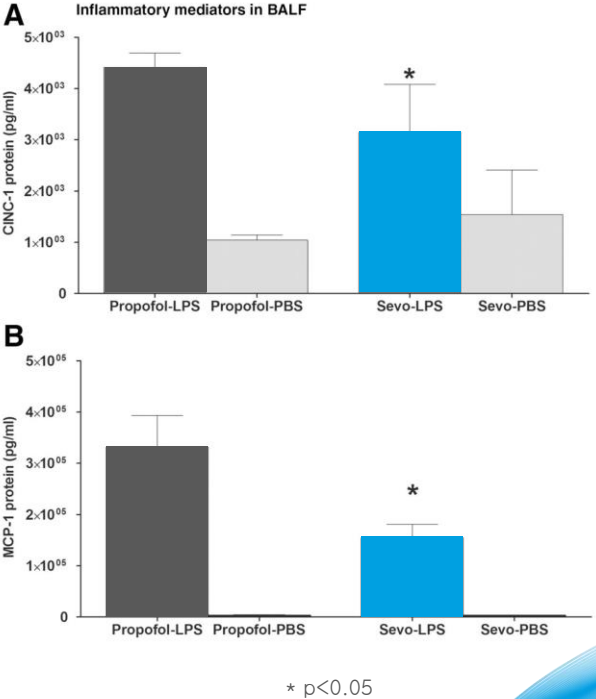 A
Inflammatory mediators in BALF
CINC-1 protein (pg/ml)
5×10⁰³
4×10⁰³
3×10⁰³
2×10⁰³
1×10⁰³
0
*
Propofol-LPS Propofol-PBS Sevo-LPS Sevo-PBS
B
MCP-1 protein (pg/ml)
5×10⁰⁵
4×10⁰⁵
3×10⁰⁵
2×10⁰⁵
1×10⁰⁵
0
*
Propofol-LPS Propofol-PBS Sevo-LPS Sevo-PBS
* p<0.05